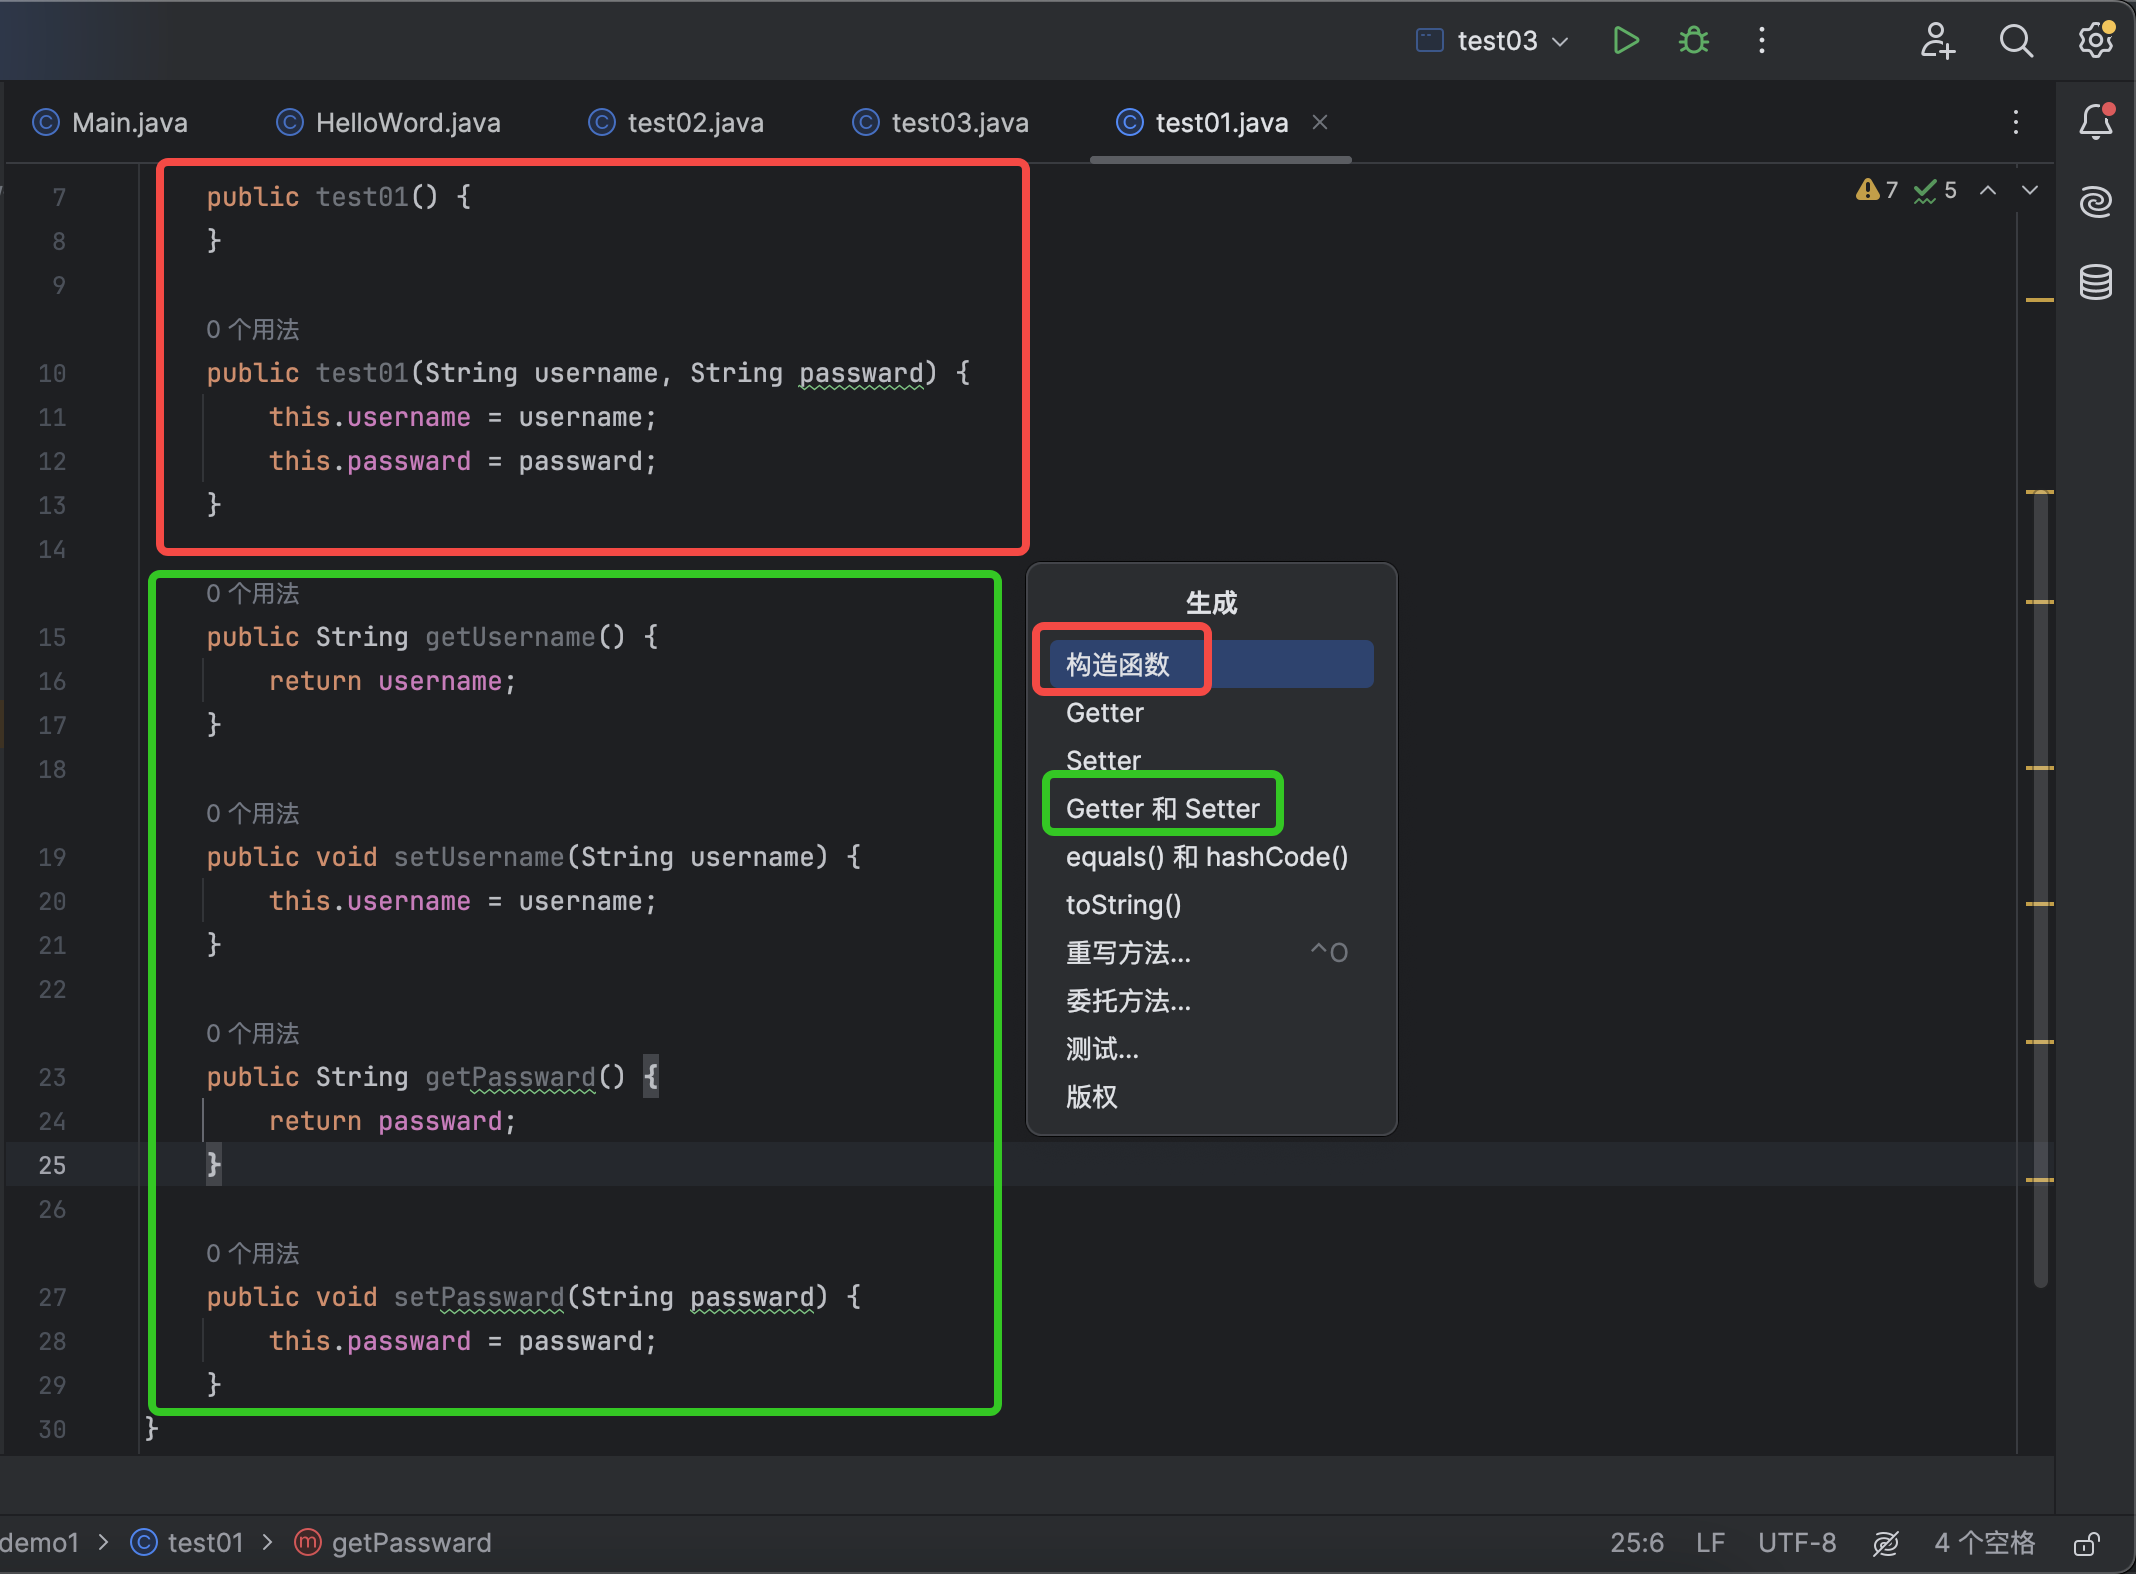 test03
Main.java
HelloWord.java
test02.java
test03.java
test01.java
7 5
7 public test01() {
8 }
9
0 个用法
10 public test01(String username, String passward) {
11 this.username = username;
12 this.passward = passward;
13 }
14
0 个用法
15 public String getUsername() {
16 return username;
17 }
18
0 个用法
19 public void setUsername(String username) {
20 this.username = username;
21 }
22
0 个用法
23 public String getPassward() {
24 return passward;
25 }
26
0 个用法
27 public void setPassward(String passward) {
28 this.passward = passward;
29 }
30 }
生成
构造函数
Getter
Setter
Getter 和 Setter
equals() 和 hashCode()
toString()
重写方法... ^O
委托方法...
测试...
版权
demo1 > test01 > getPassward
25:6 LF UTF-8 4 个空格